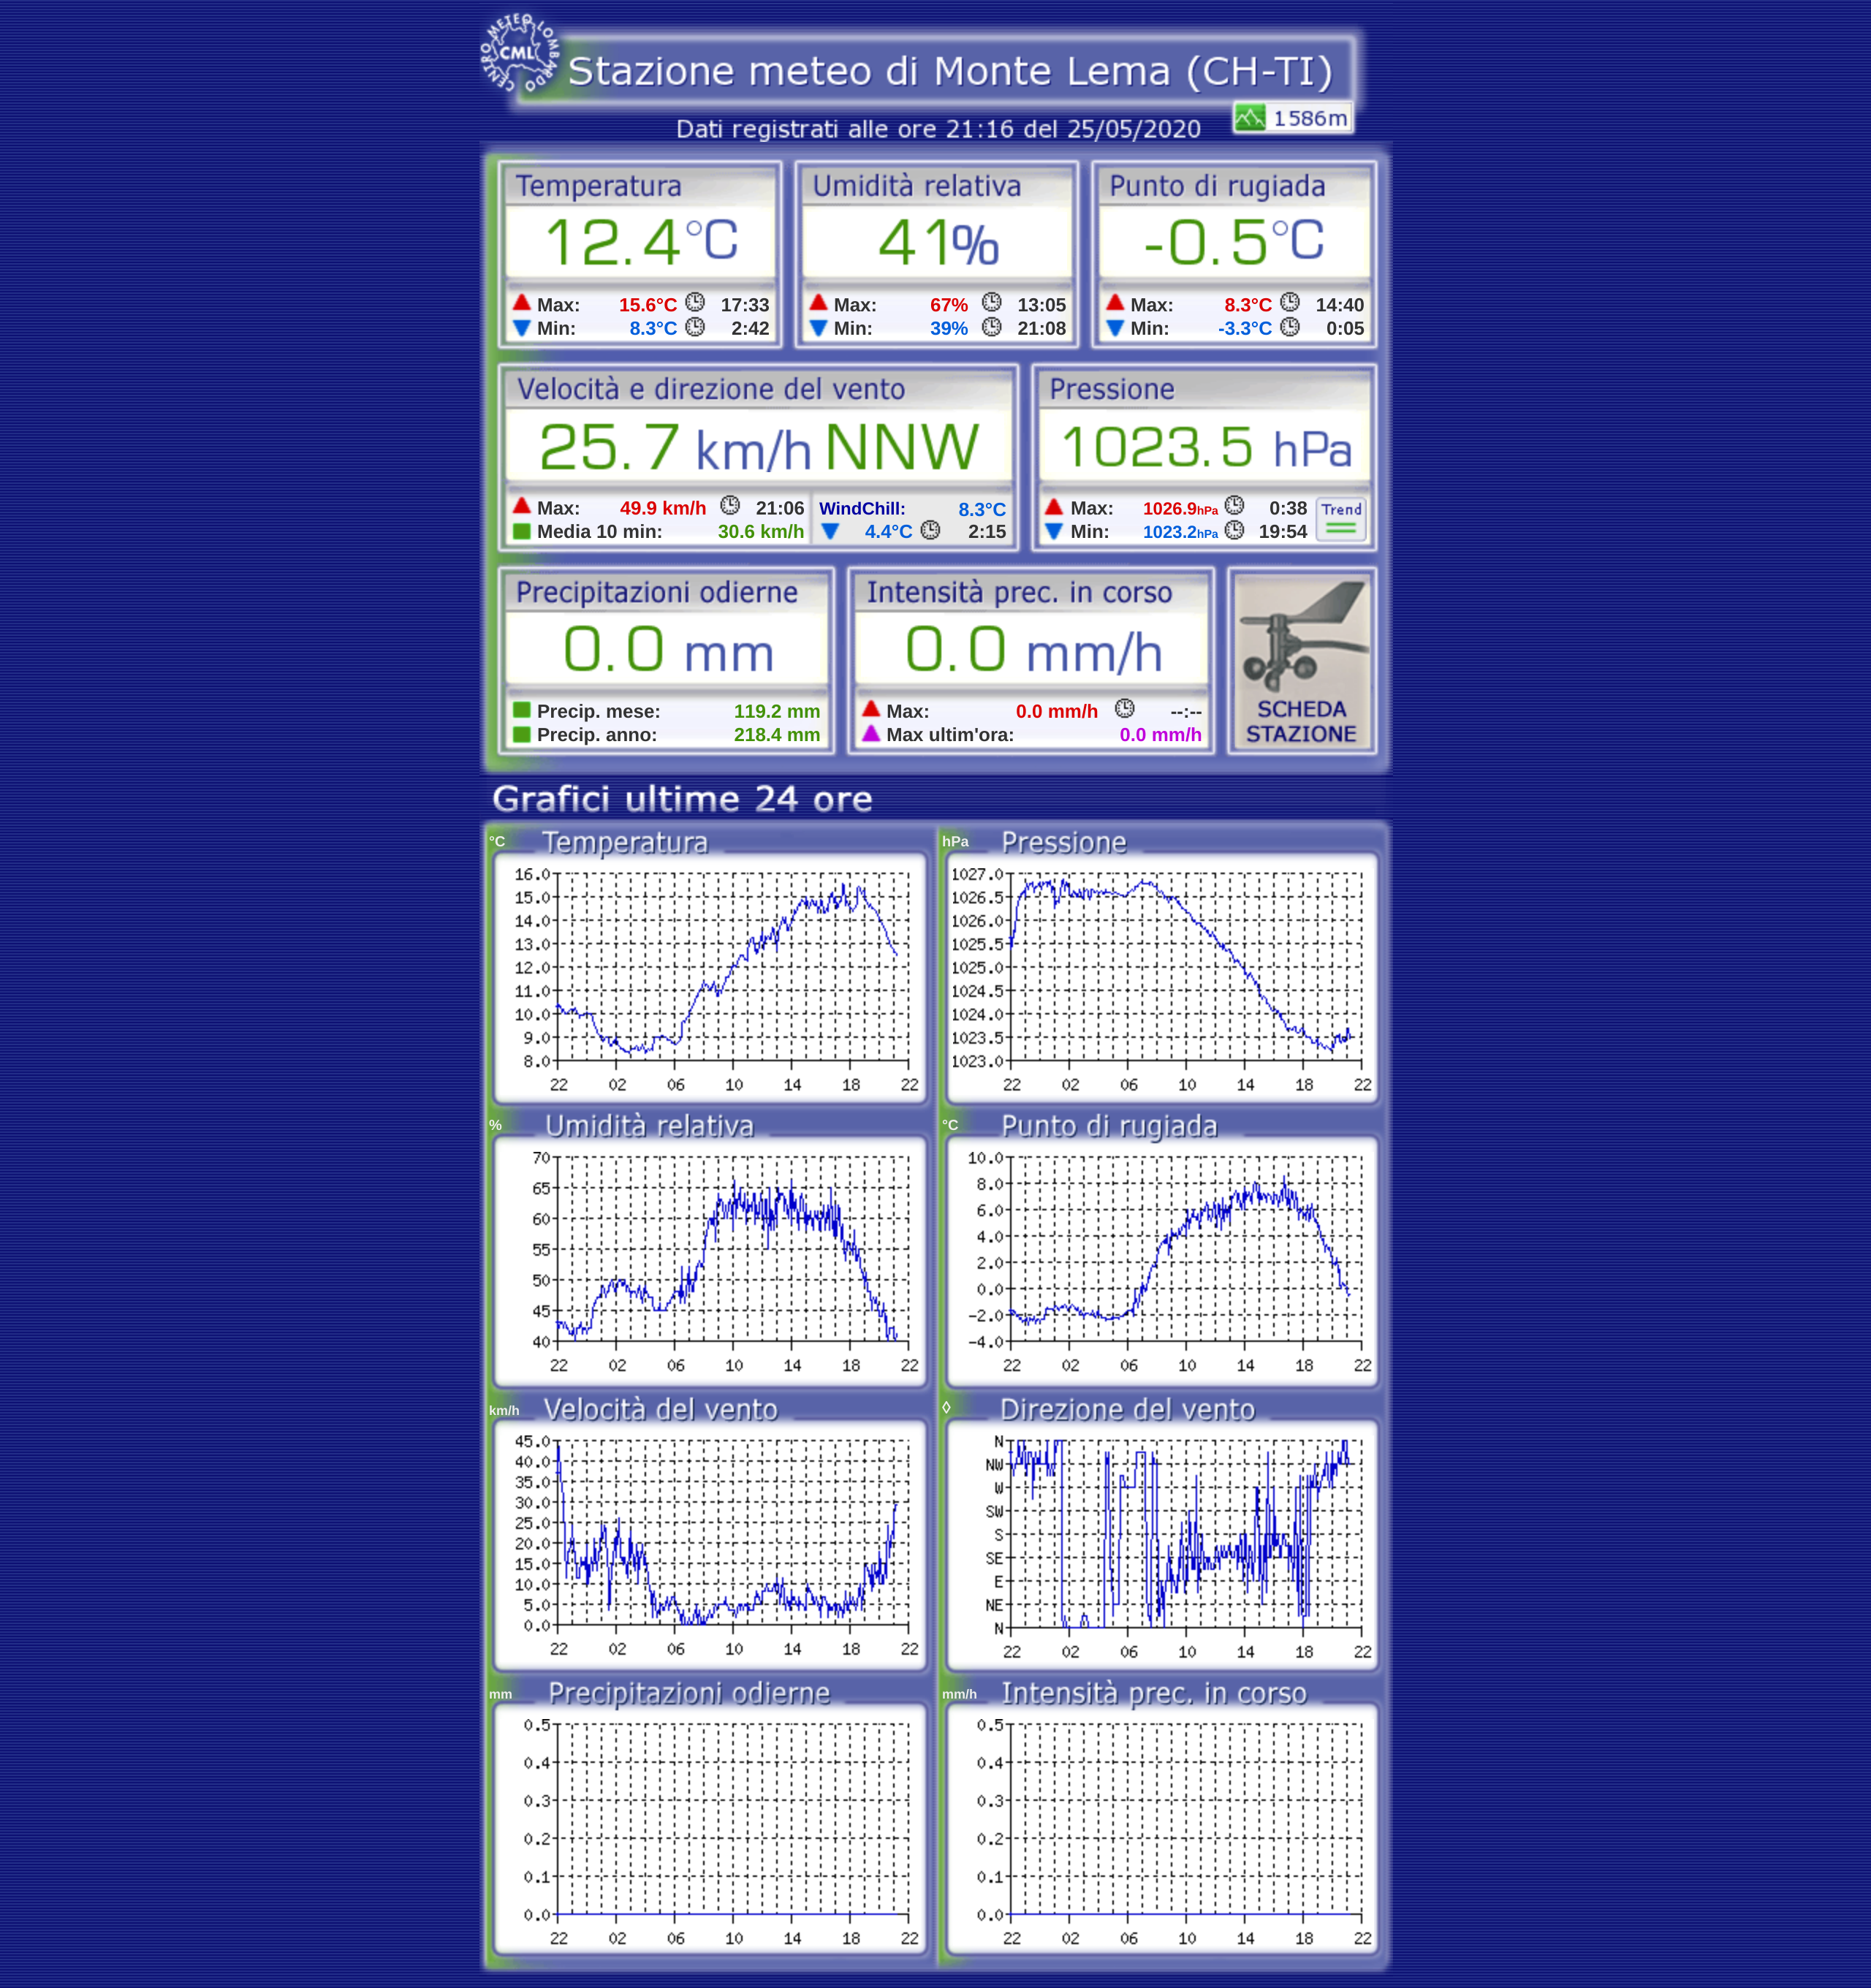 CENTRO METEO LOMBARDO
CML
Stazione meteo di Monte Lema (CH-TI)
1586m
Dati registrati alle ore 21:16 del 25/05/2020
Temperatura
12.4°C
Max: 15.6°C 17:33
Min: 8.3°C 2:42
Umidità relativa
41%
Max: 67% 13:05
Min: 39% 21:08
Punto di rugiada
-0.5°C
Max: 8.3°C 14:40
Min: -3.3°C 0:05
Velocità e direzione del vento
25.7 km/h NNW
Max: 49.9 km/h 21:06
Media 10 min: 30.6 km/h
WindChill: 8.3°C
4.4°C 2:15
Pressione
1023.5 hPa
Max: 1026.9hPa 0:38
Min: 1023.2hPa 19:54
Trend
Precipitazioni odierne
0.0 mm
Precip. mese: 119.2 mm
Precip. anno: 218.4 mm
Intensità prec. in corso
0.0 mm/h
Max: 0.0 mm/h --:--
Max ultim'ora: 0.0 mm/h
SCHEDA
STAZIONE
Grafici ultime 24 ore
°C Temperatura
16.0
15.0
14.0
13.0
12.0
11.0
10.0
9.0
8.0
22 02 06 10 14 18 22
hPa Pressione
1027.0
1026.5
1026.0
1025.5
1025.0
1024.5
1024.0
1023.5
1023.0
22 02 06 10 14 18 22
% Umidità relativa
70
65
60
55
50
45
40
22 02 06 10 14 18 22
°C Punto di rugiada
10.0
8.0
6.0
4.0
2.0
0.0
-2.0
-4.0
22 02 06 10 14 18 22
km/h Velocità del vento
45.0
40.0
35.0
30.0
25.0
20.0
15.0
10.0
5.0
0.0
22 02 06 10 14 18 22
◊ Direzione del vento
N
NW
W
SW
S
SE
E
NE
N
22 02 06 10 14 18 22
mm Precipitazioni odierne
0.5
0.4
0.3
0.2
0.1
0.0
22 02 06 10 14 18 22
mm/h Intensità prec. in corso
0.5
0.4
0.3
0.2
0.1
0.0
22 02 06 10 14 18 22